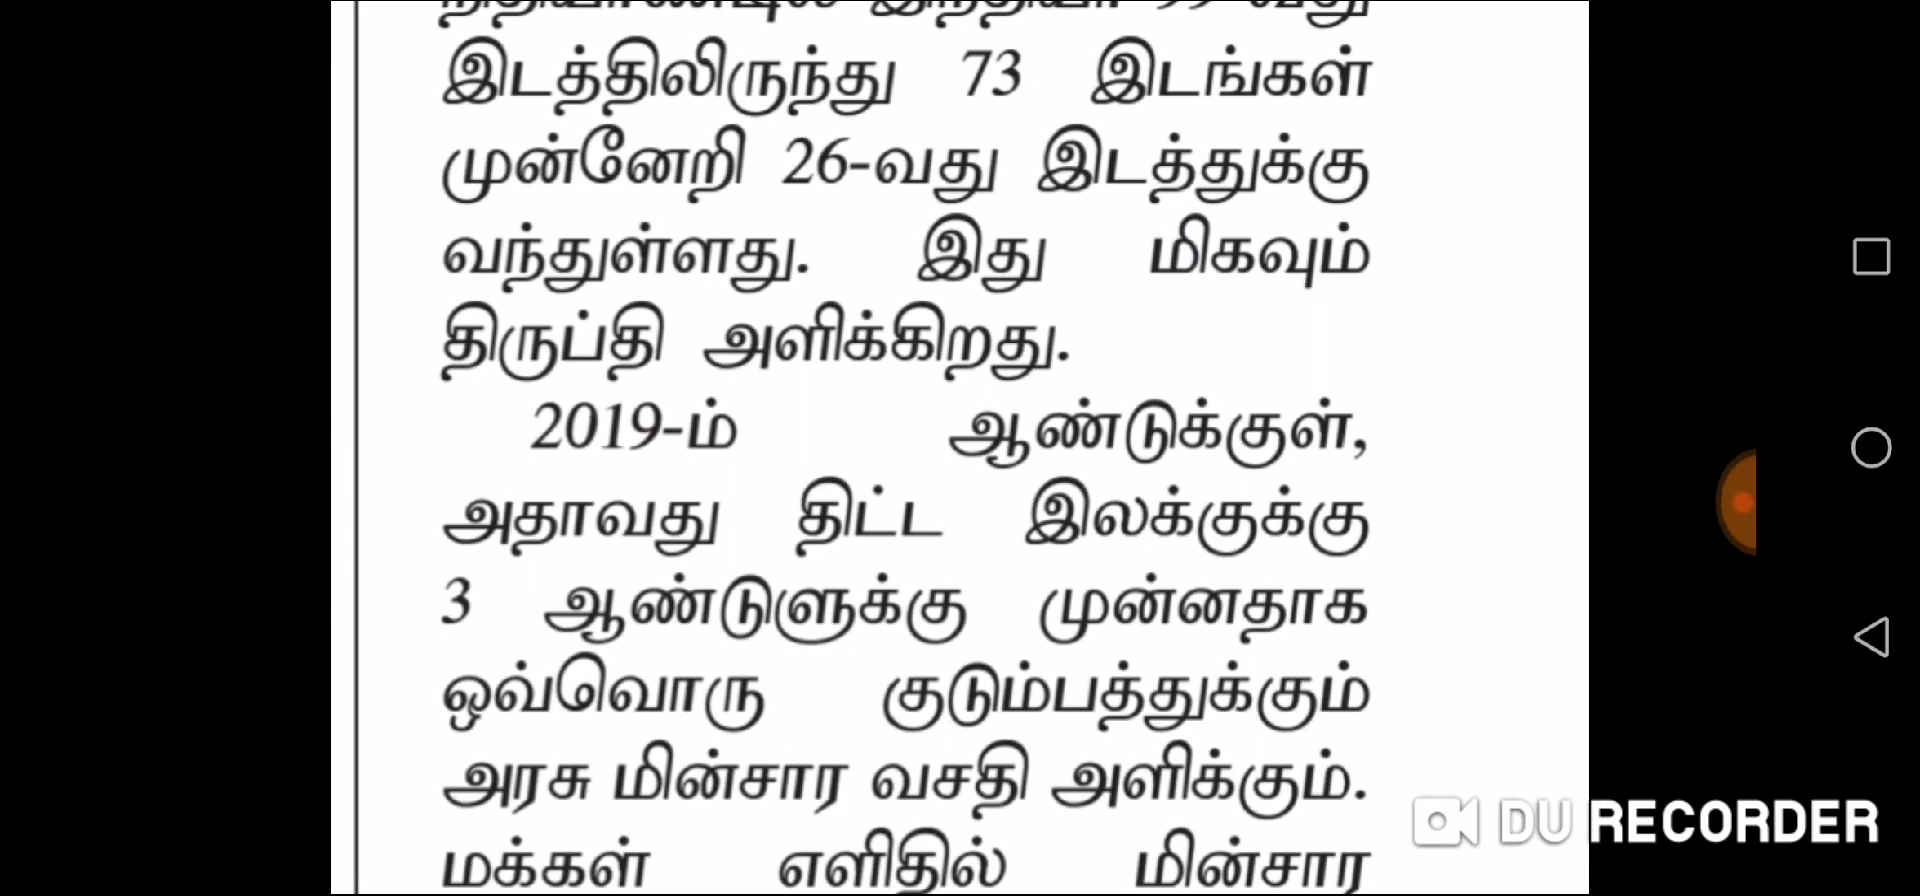 இடத்திலிருந்து 73 இடங்கள்
முன்னேறி 26-வது இடத்துக்கு
வந்துள்ளது. இது மிகவும்
திருப்தி அளிக்கிறது.
2019-ம் ஆண்டுக்குள்,
அதாவது திட்ட இலக்குக்கு
3 ஆண்டுளுக்கு முன்னதாக
ஒவ்வொரு குடும்பத்துக்கும்
அரசு மின்சார வசதி அளிக்கும்.
மக்கள் எளிதில் மின்சார
DU RECORDER